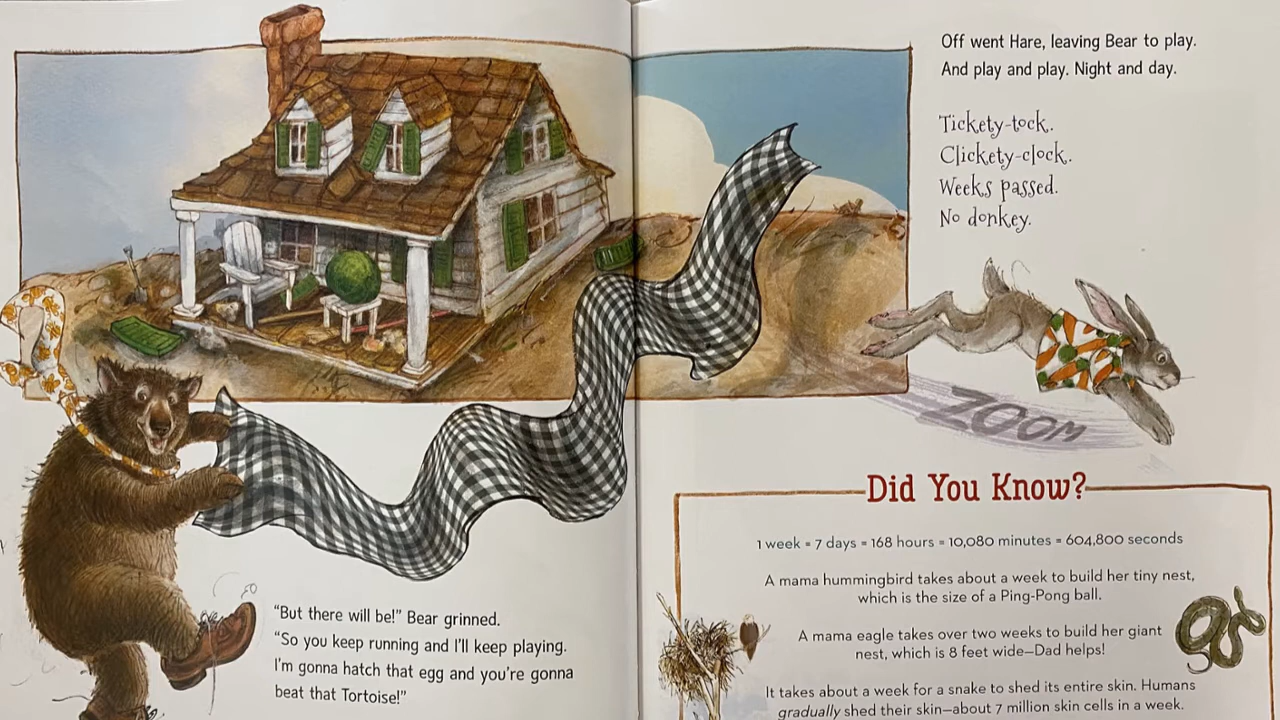 "But there will be!" Bear grinned.
"So you keep running and I'll keep playing.
I'm gonna hatch that egg and you're gonna
beat that Tortoise!"
Off went Hare, leaving Bear to play.
And play and play. Night and day.
Tickety-tock.
Clickety-clock.
Weeks passed.
No donkey.
ZOOM
Did You Know?
1 week = 7 days = 168 hours = 10,080 minutes = 604,800 seconds
A mama hummingbird takes about a week to build her tiny nest,
which is the size of a Ping-Pong ball.
A mama eagle takes over two weeks to build her giant
nest, which is 8 feet wide—Dad helps!
It takes about a week for a snake to shed its entire skin. Humans
gradually shed their skin—about 7 million skin cells in a week.